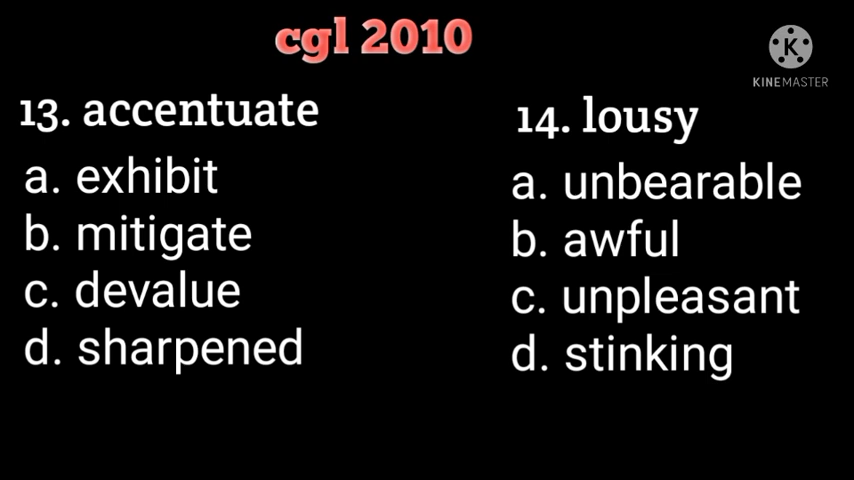 cgl 2010
K
KINEMASTER
13. accentuate
a. exhibit
b. mitigate
c. devalue
d. sharpened
14. lousy
a. unbearable
b. awful
c. unpleasant
d. stinking